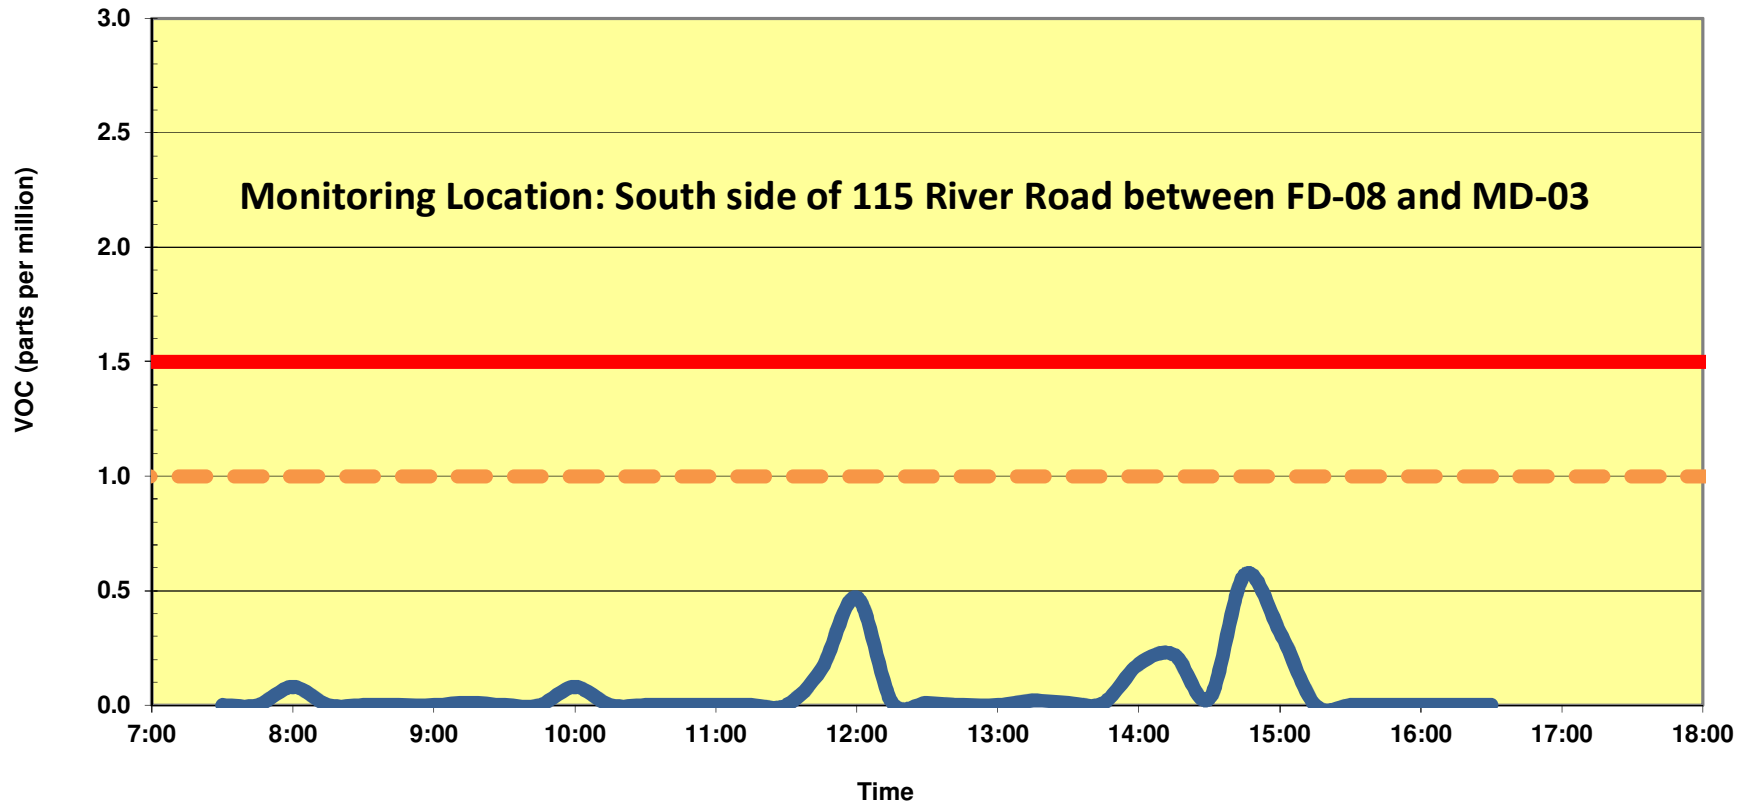 3.0
2.5
2.0
1.5
1.0
0.5
0.0
VOC (parts per million)
Monitoring Location: South side of 115 River Road between FD-08 and MD-03
7:00 8:00 9:00 10:00 11:00 12:00 13:00 14:00 15:00 16:00 17:00 18:00
Time